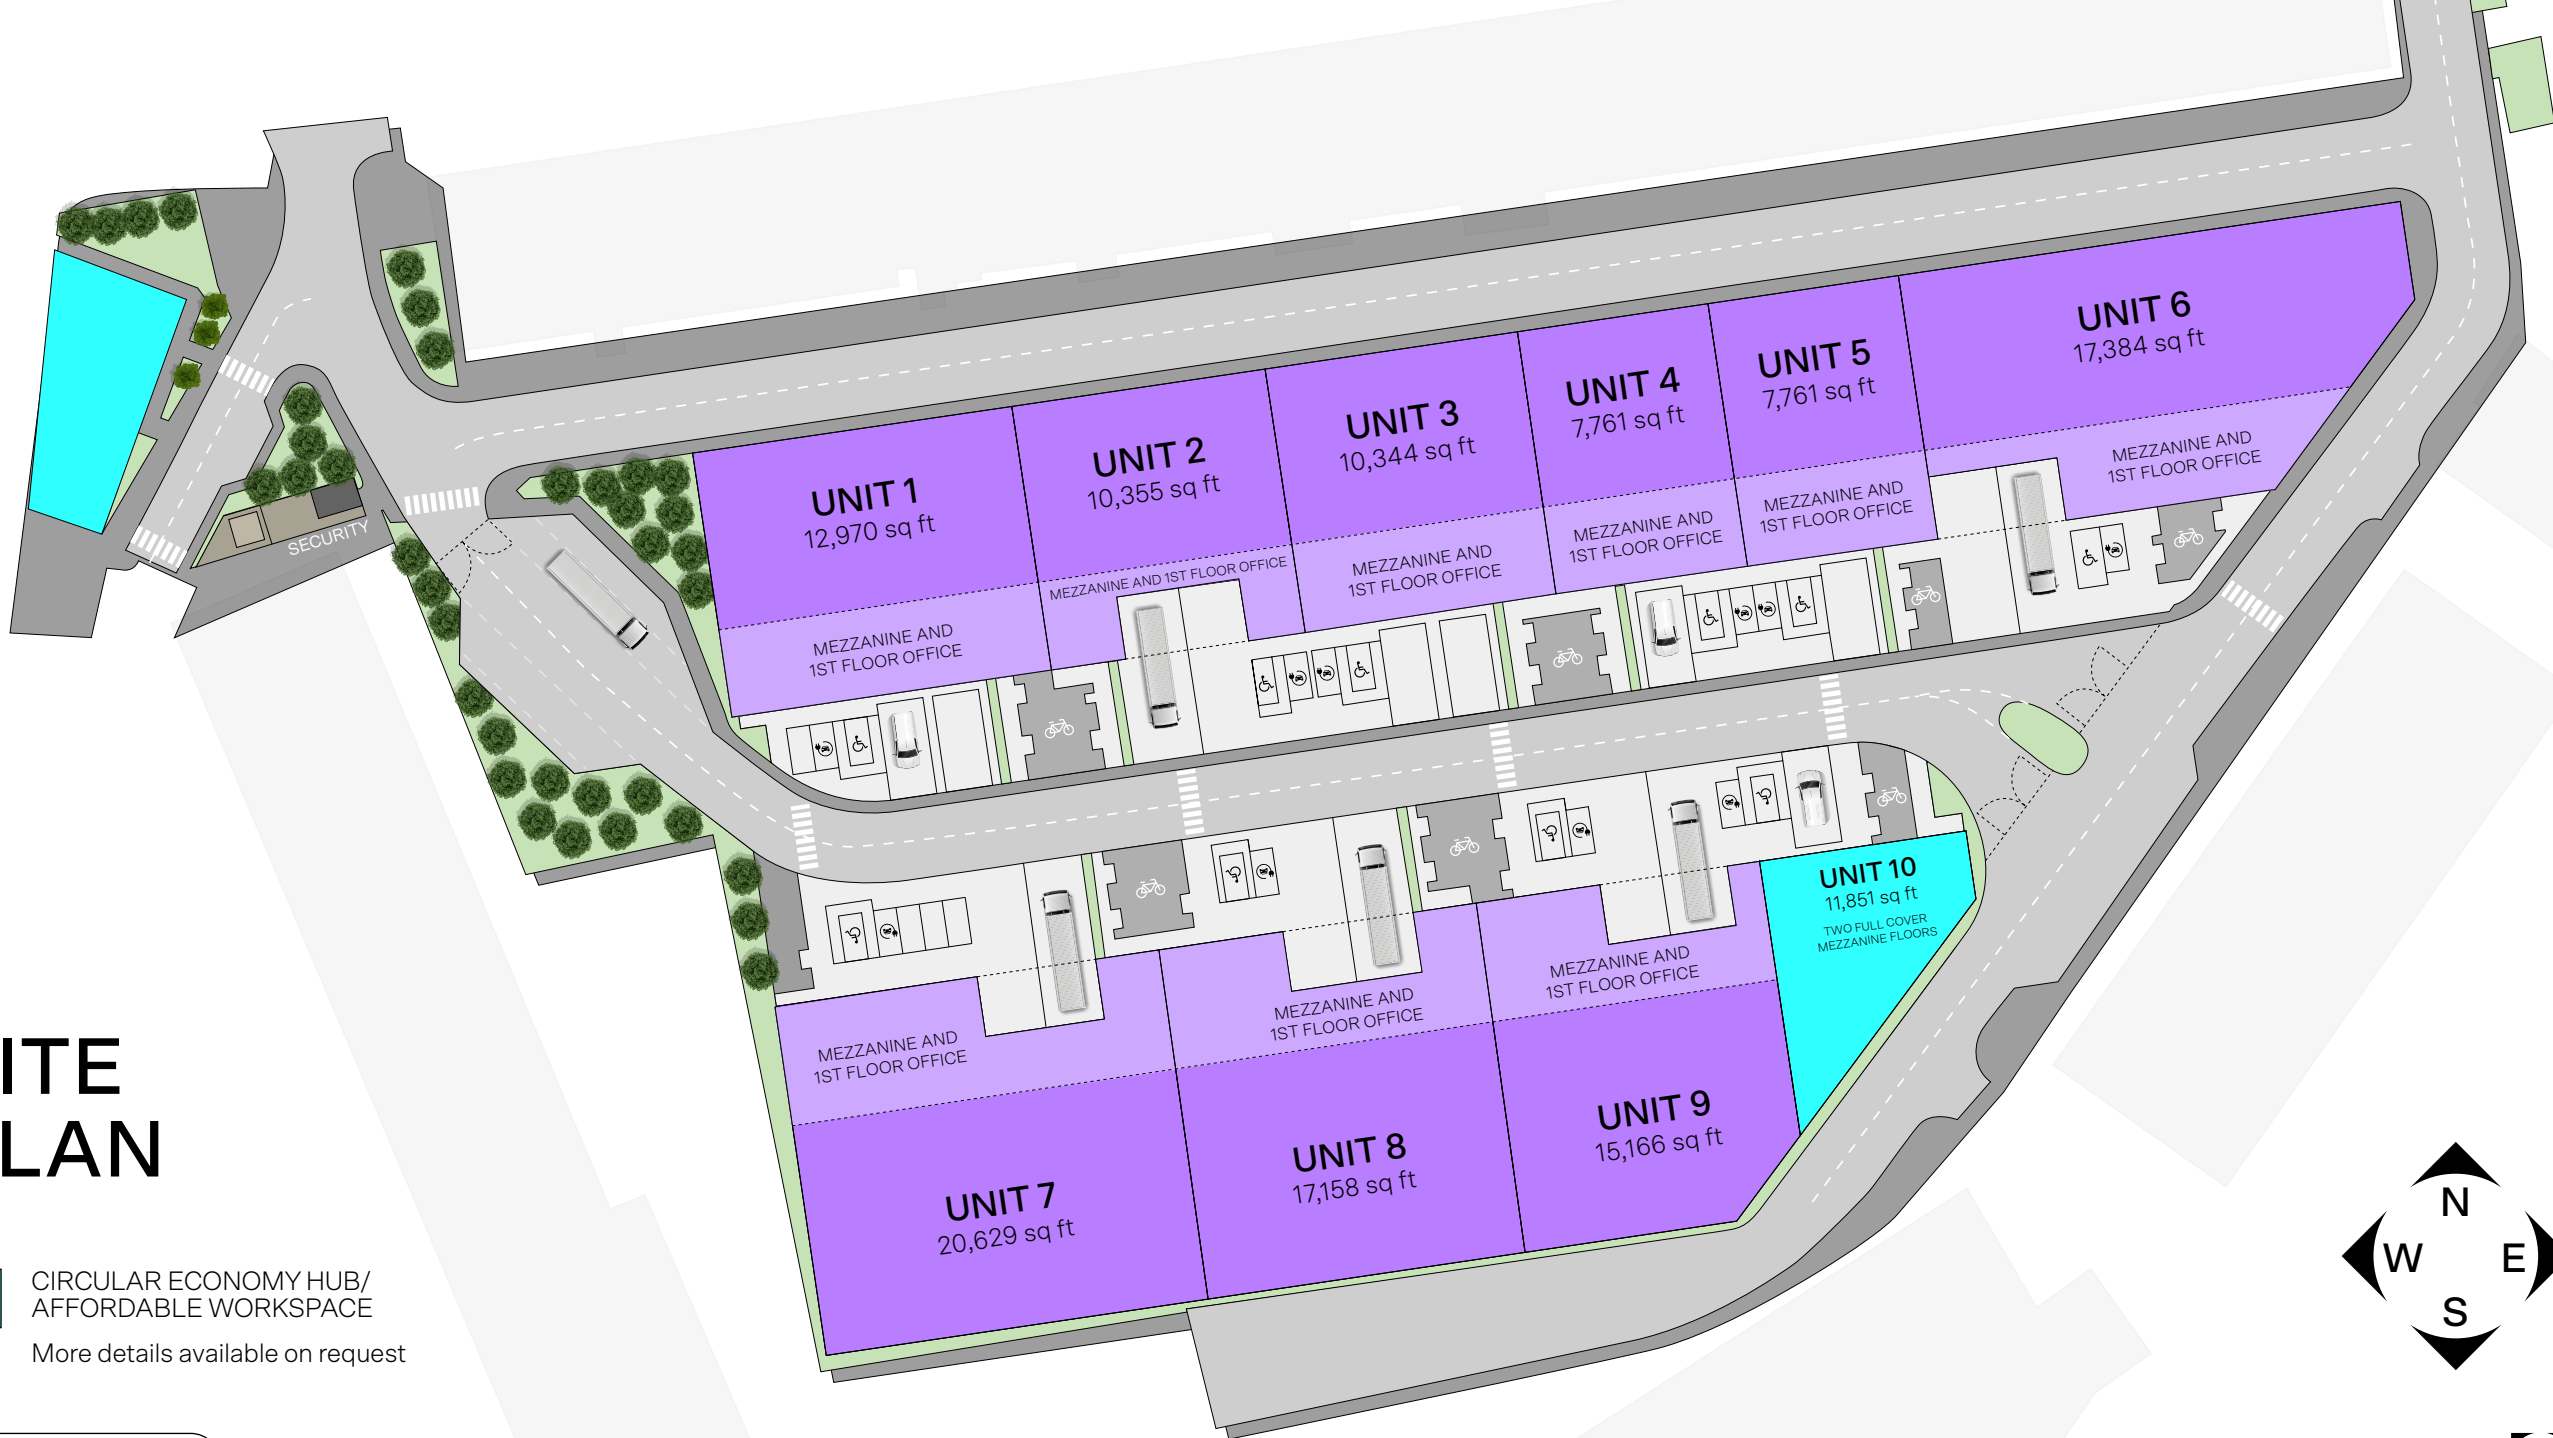 UNIT 1
12,970 sq ft
MEZZANINE AND
1ST FLOOR OFFICE
UNIT 2
10,355 sq ft
MEZZANINE AND 1ST FLOOR OFFICE
UNIT 3
10,344 sq ft
MEZZANINE AND
1ST FLOOR OFFICE
UNIT 4
7,761 sq ft
MEZZANINE AND
1ST FLOOR OFFICE
UNIT 5
7,761 sq ft
MEZZANINE AND
1ST FLOOR OFFICE
UNIT 6
17,384 sq ft
MEZZANINE AND
1ST FLOOR OFFICE
SECURITY
MEZZANINE AND
1ST FLOOR OFFICE
UNIT 7
20,629 sq ft
MEZZANINE AND
1ST FLOOR OFFICE
UNIT 8
17,158 sq ft
MEZZANINE AND
1ST FLOOR OFFICE
UNIT 9
15,166 sq ft
UNIT 10
11,851 sq ft
TWO FULL COVER
MEZZANINE FLOORS
ITE
LAN
CIRCULAR ECONOMY HUB/
AFFORDABLE WORKSPACE
More details available on request
N
W E
S